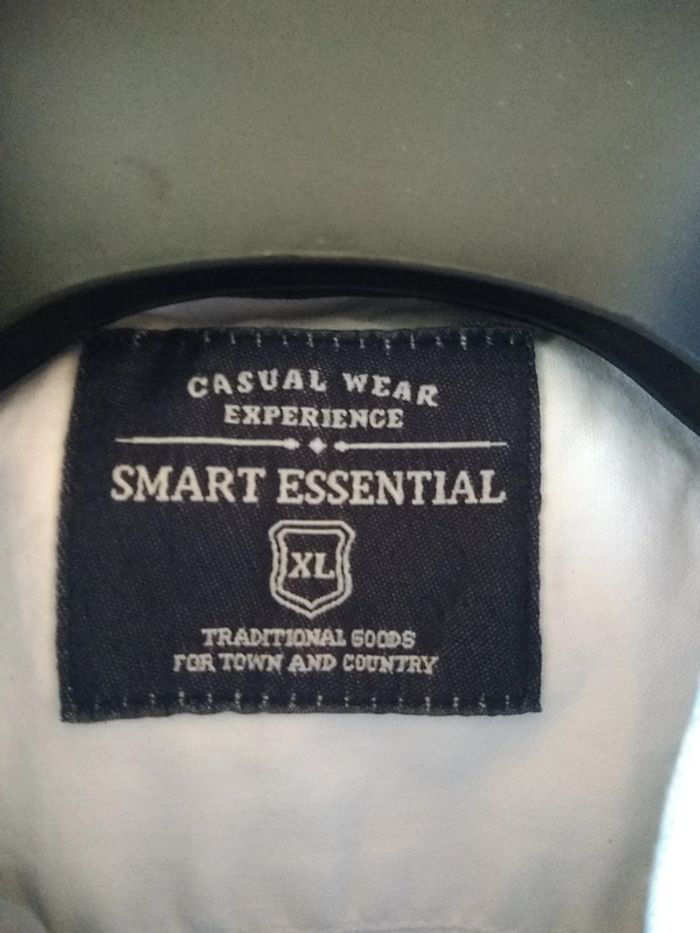 CASUAL WEAR
EXPERIENCE
SMART ESSENTIAL
XL
TRADITIONAL GOODS
FOR TOWN AND COUNTRY